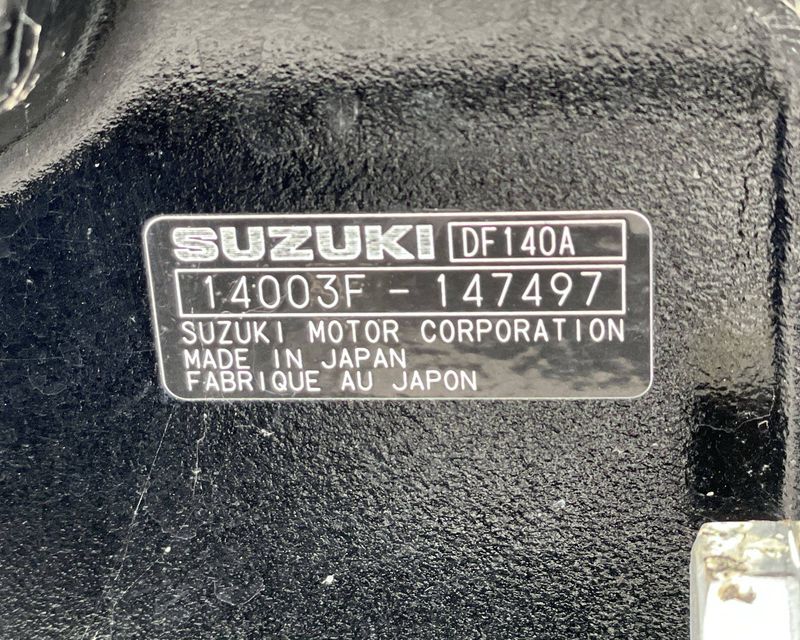 SUZUKI DF140A
14003F - 147497
SUZUKI MOTOR CORPORATION
MADE IN JAPAN
FABRIQUE AU JAPON